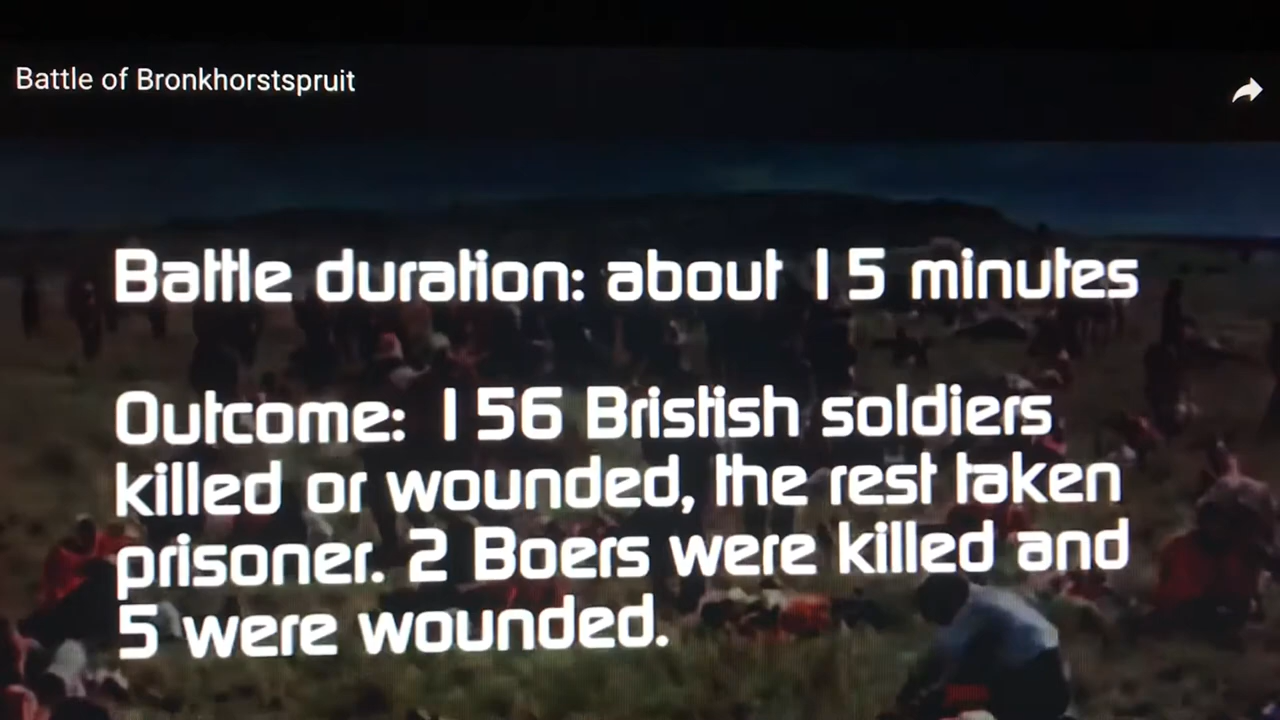 Battle of Bronkhorstspruit
Battle duration: about 15 minutes
Outcome: 156 Bristish soldiers
killed or wounded, the rest taken
prisoner. 2 Boers were killed and
5 were wounded.